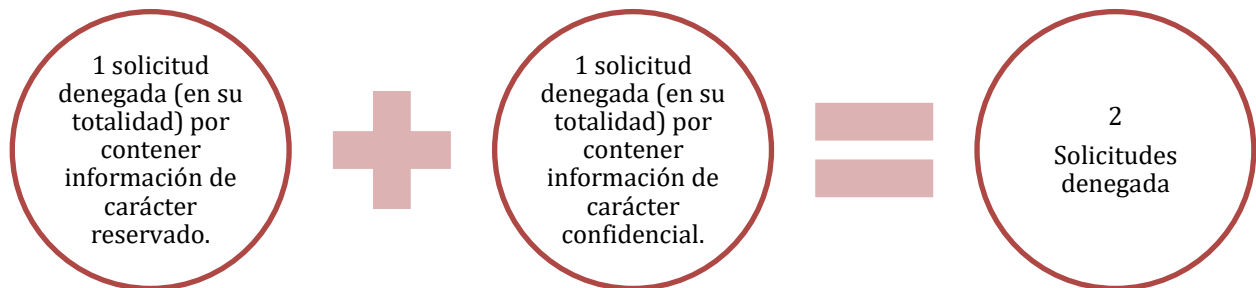 1 solicitud
denegada (en su
totalidad) por
contener
información de
carácter
reservado.
1 solicitud
denegada (en su
totalidad) por
contener
información de
carácter
confidencial.
2
Solicitudes
denegada